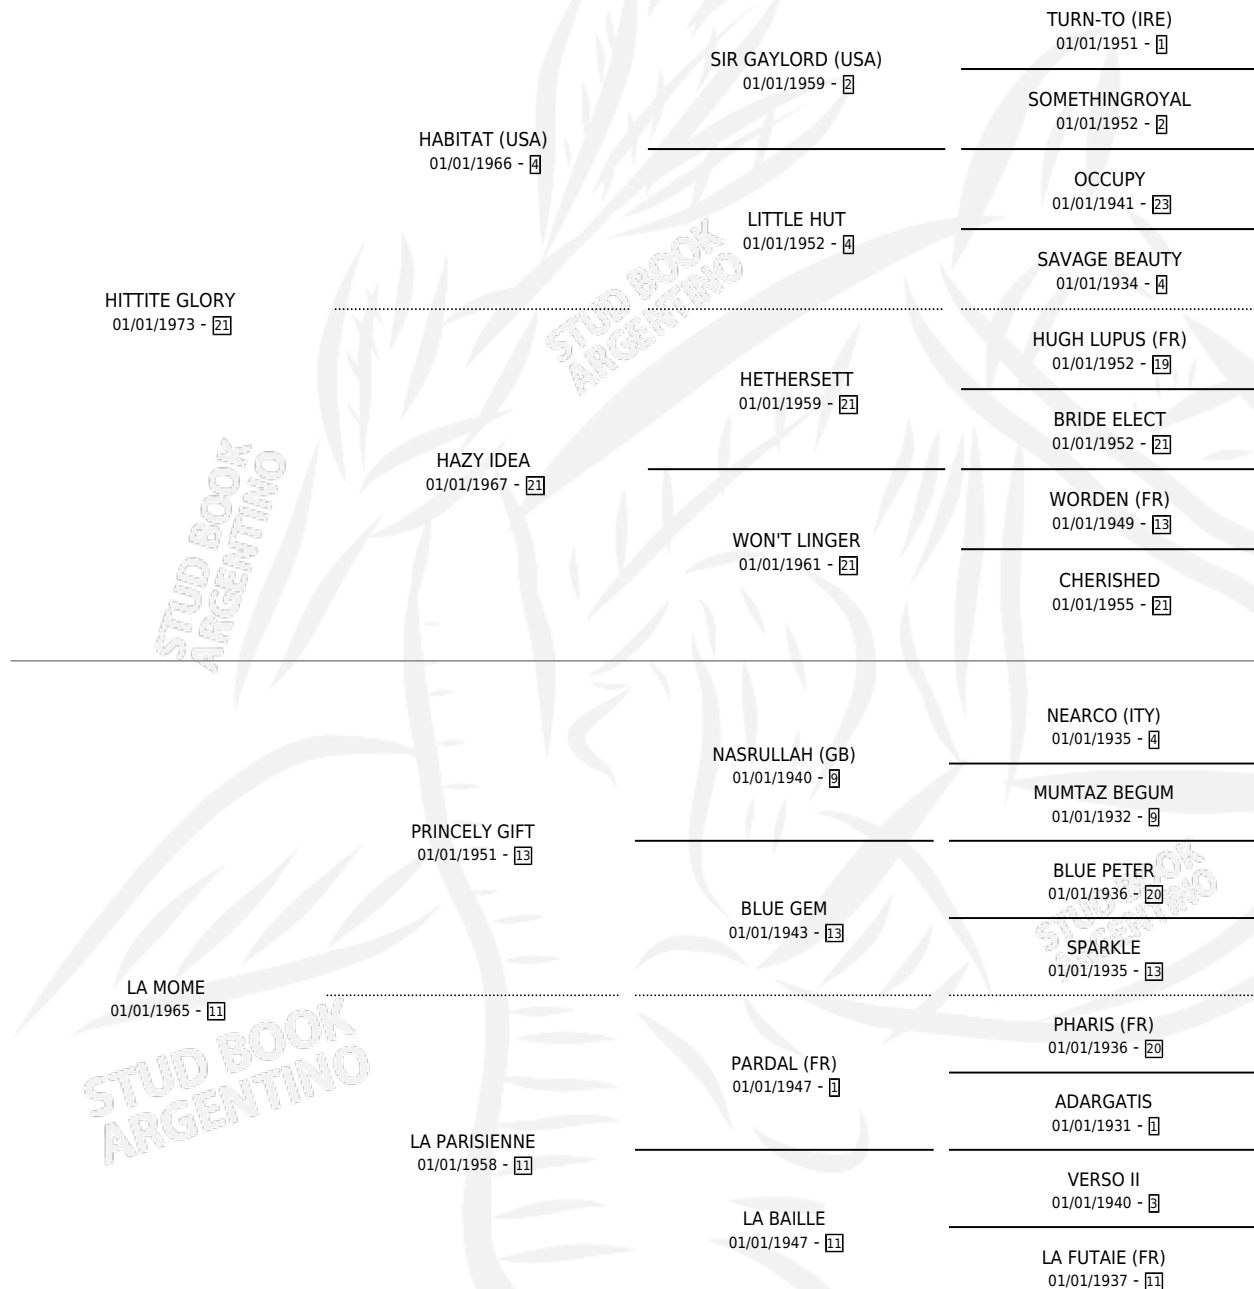 TURN-TO (IRE)
01/01/1951 - 1
SIR GAYLORD (USA)
01/01/1959 - 2
SOMETHINGROYAL
01/01/1952 - 2
HABITAT (USA)
01/01/1966 - 4
OCCUPY
01/01/1941 - 23
LITTLE HUT
01/01/1952 - 4
SAVAGE BEAUTY
01/01/1934 - 4
HITTITE GLORY
01/01/1973 - 21
HUGH LUPUS (FR)
01/01/1952 - 19
HETHERSETT
01/01/1959 - 21
BRIDE ELECT
01/01/1952 - 21
HAZY IDEA
01/01/1967 - 21
WORDEN (FR)
01/01/1949 - 13
WON'T LINGER
01/01/1961 - 21
CHERISHED
01/01/1955 - 21
NEARCO (ITY)
01/01/1935 - 4
NASRULLAH (GB)
01/01/1940 - 9
MUMTAZ BEGUM
01/01/1932 - 9
PRINCELY GIFT
01/01/1951 - 13
BLUE PETER
01/01/1936 - 20
BLUE GEM
01/01/1943 - 13
SPARKLE
01/01/1935 - 13
LA MOME
01/01/1965 - 11
PHARIS (FR)
01/01/1936 - 20
PARDAL (FR)
01/01/1947 - 1
ADARGATIS
01/01/1931 - 1
LA PARISIENNE
01/01/1958 - 11
VERSO II
01/01/1940 - 3
LA BAILLE
01/01/1947 - 11
LA FUTAIE (FR)
01/01/1937 - 11
STUD BOOK
ARGENTINO
STUD BOOK
ARGENTINO
STUD BOOK
ARGENTINO
STUD BOOK
ARGENTINO